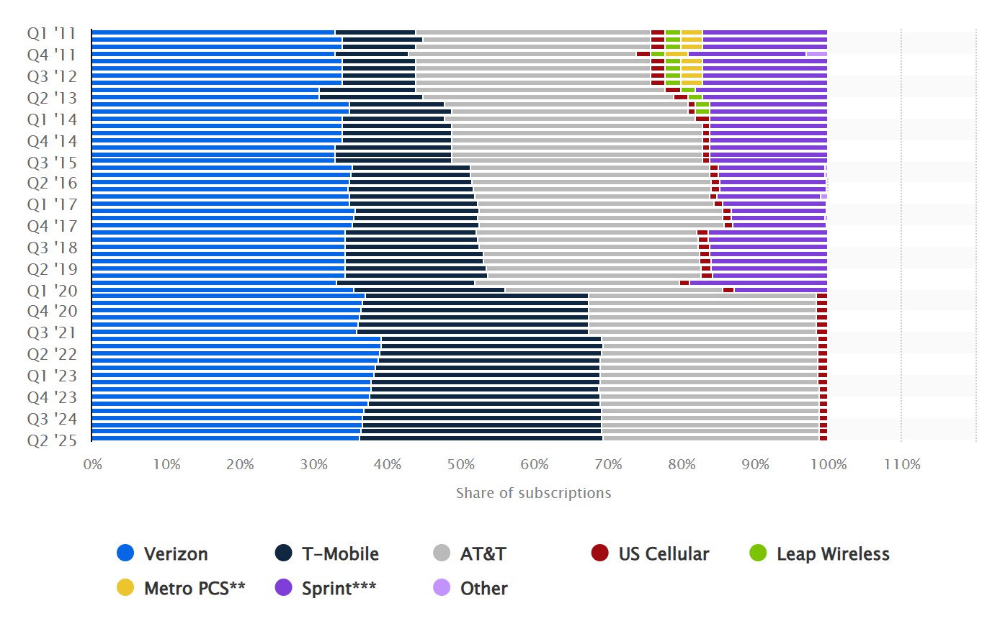 Q1 '11
Q4 '11
Q3 '12
Q2 '13
Q1 '14
Q4 '14
Q3 '15
Q2 '16
Q1 '17
Q4 '17
Q3 '18
Q2 '19
Q1 '20
Q4 '20
Q3 '21
Q2 '22
Q1 '23
Q4 '23
Q3 '24
Q2 '25
0% 10% 20% 30% 40% 50% 60% 70% 80% 90% 100% 110%
Share of subscriptions
Verizon T-Mobile AT&T US Cellular Leap Wireless
Metro PCS** Sprint*** Other